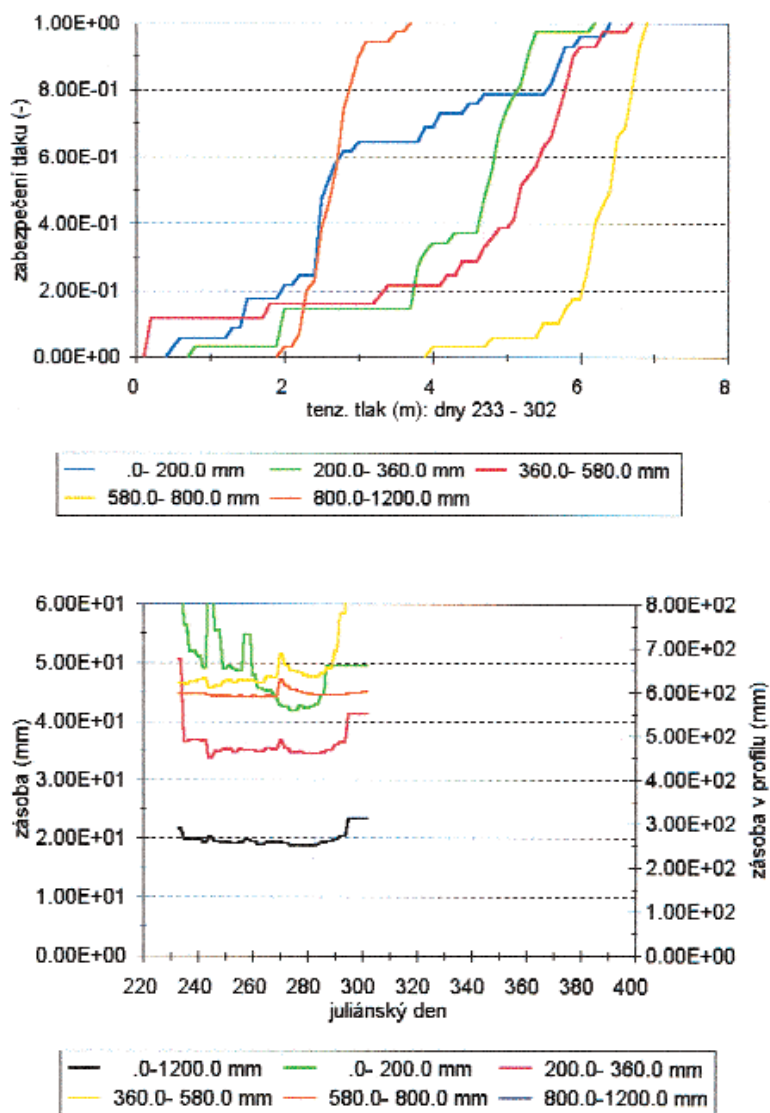 1.00E+00
8.00E-01
6.00E-01
4.00E-01
2.00E-01
0.00E+00
zabezpečení tlaku (-)
0 2 4 6 8
tenz. tlak (m): dny 233 - 302
.0- 200.0 mm 200.0- 360.0 mm 360.0- 580.0 mm
580.0- 800.0 mm 800.0-1200.0 mm
6.00E+01
5.00E+01
4.00E+01
3.00E+01
2.00E+01
1.00E+01
0.00E+00
zásoba (mm)
8.00E+02
7.00E+02
6.00E+02
5.00E+02
4.00E+02
3.00E+02
2.00E+02
1.00E+02
0.00E+00
zásoba v profilu (mm)
220 240 260 280 300 320 340 360 380 400
juliánský den
.0-1200.0 mm .0- 200.0 mm 200.0- 360.0 mm
360.0- 580.0 mm 580.0- 800.0 mm 800.0-1200.0 mm